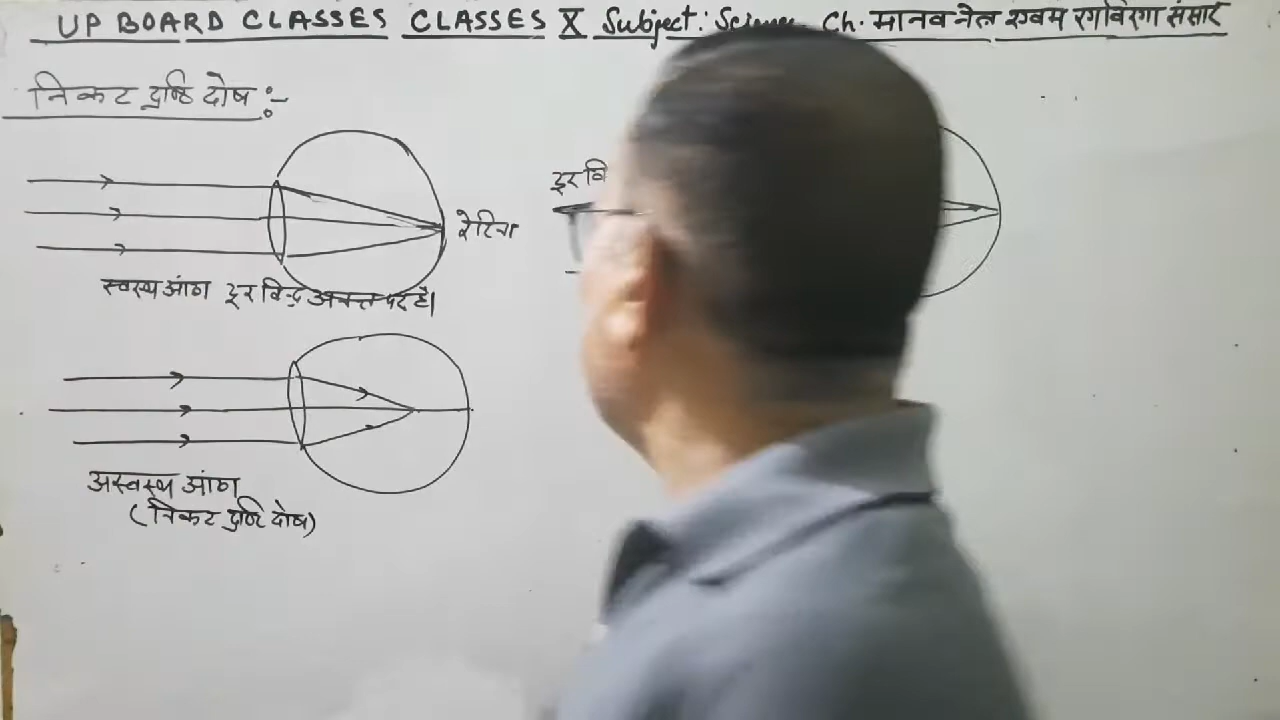 UP BOARD CLASSES CLASSES X Subject: Science Ch. मानव नेत्र एवम रंगबिरंगा संसार
निकट दृष्टि दोष :-
दूर बि
रेटिना
स्वस्थ आंख दूर बिन्दु अनन्त पर है।
अस्वस्थ आंख
(निकट दृष्टि दोष)